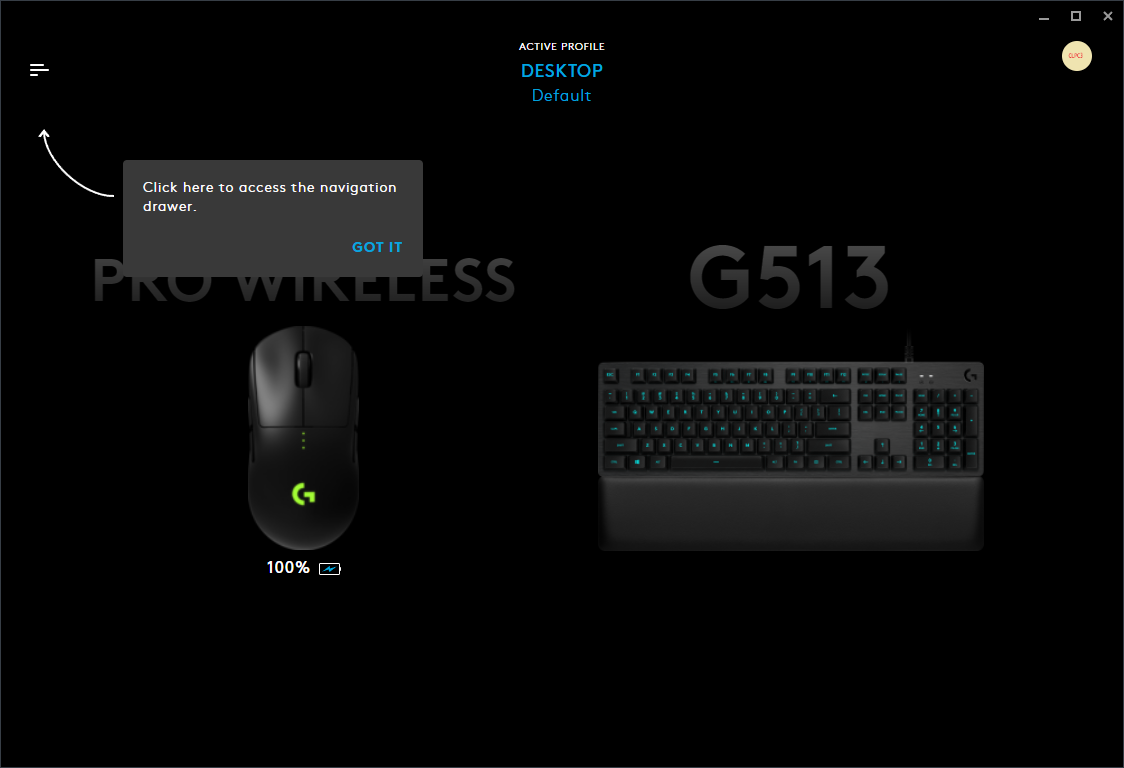 ACTIVE PROFILE
DESKTOP
Default
Click here to access the navigation
drawer.
GOT IT
PRO WIRELESS
G513
100%